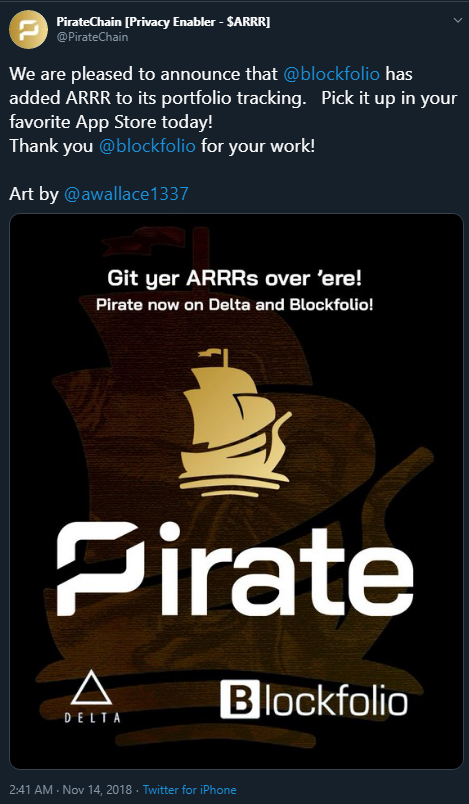 PirateChain [Privacy Enabler - $ARRR]
@PirateChain
We are pleased to announce that @blockfolio has
added ARRR to its portfolio tracking.   Pick it up in your
favorite App Store today!
Thank you @blockfolio for your work!
Art by @awallace1337
Git yer ARRRs over 'ere!
Pirate now on Delta and Blockfolio!
Pirate
DELTA
Blockfolio
2:41 AM · Nov 14, 2018 · Twitter for iPhone